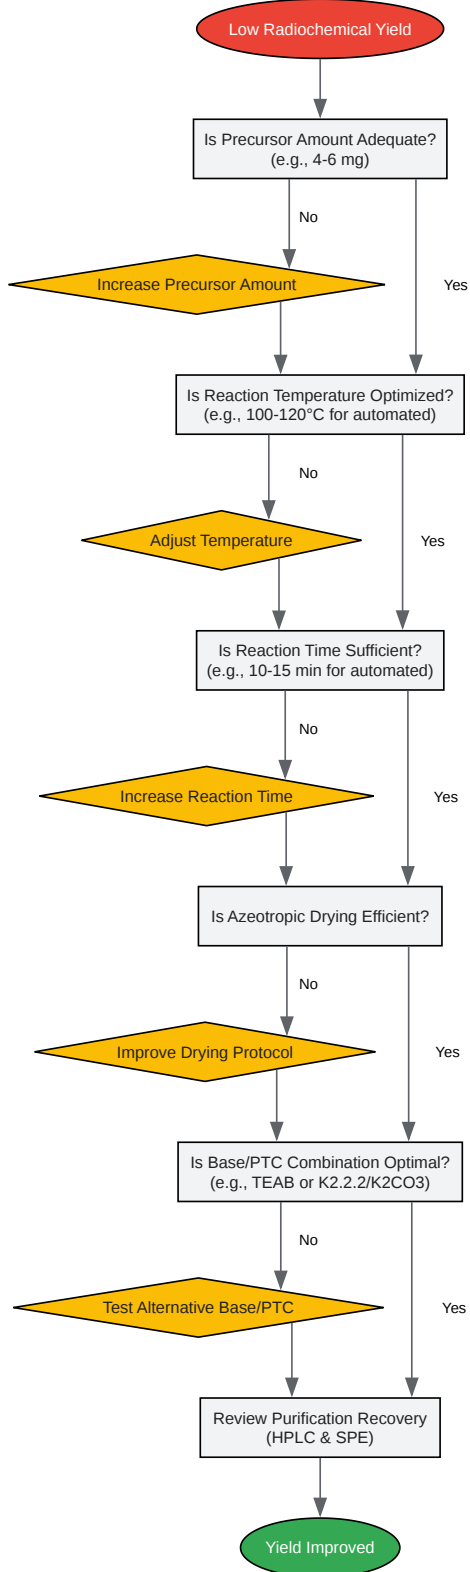 Low Radiochemical Yield
Is Precursor Amount Adequate?
(e.g., 4-6 mg)
No
Increase Precursor Amount
Yes
Is Reaction Temperature Optimized?
(e.g., 100-120°C for automated)
No
Adjust Temperature
Yes
Is Reaction Time Sufficient?
(e.g., 10-15 min for automated)
No
Increase Reaction Time
Yes
Is Azeotropic Drying Efficient?
No
Improve Drying Protocol
Yes
Is Base/PTC Combination Optimal?
(e.g., TEAB or K2.2.2/K2CO3)
No
Test Alternative Base/PTC
Yes
Review Purification Recovery
(HPLC & SPE)
Yield Improved